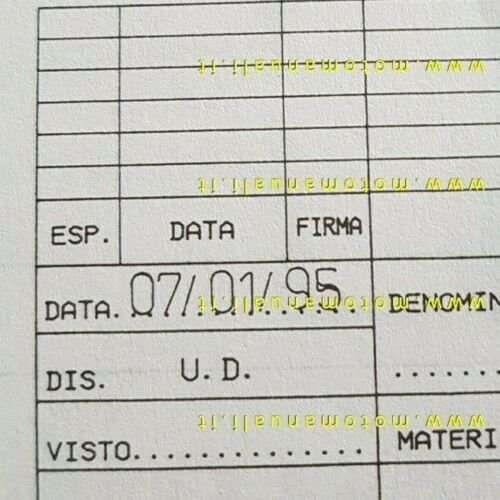 www.motomanuali.it
www.motomanuali.it
ESP. DATA FIRMA
DATA. 07/.01/.95. DENOMIN
www.motomanuali.it
DIS. U.D. ........
www.motomanuali.it
VISTO............... MATERI